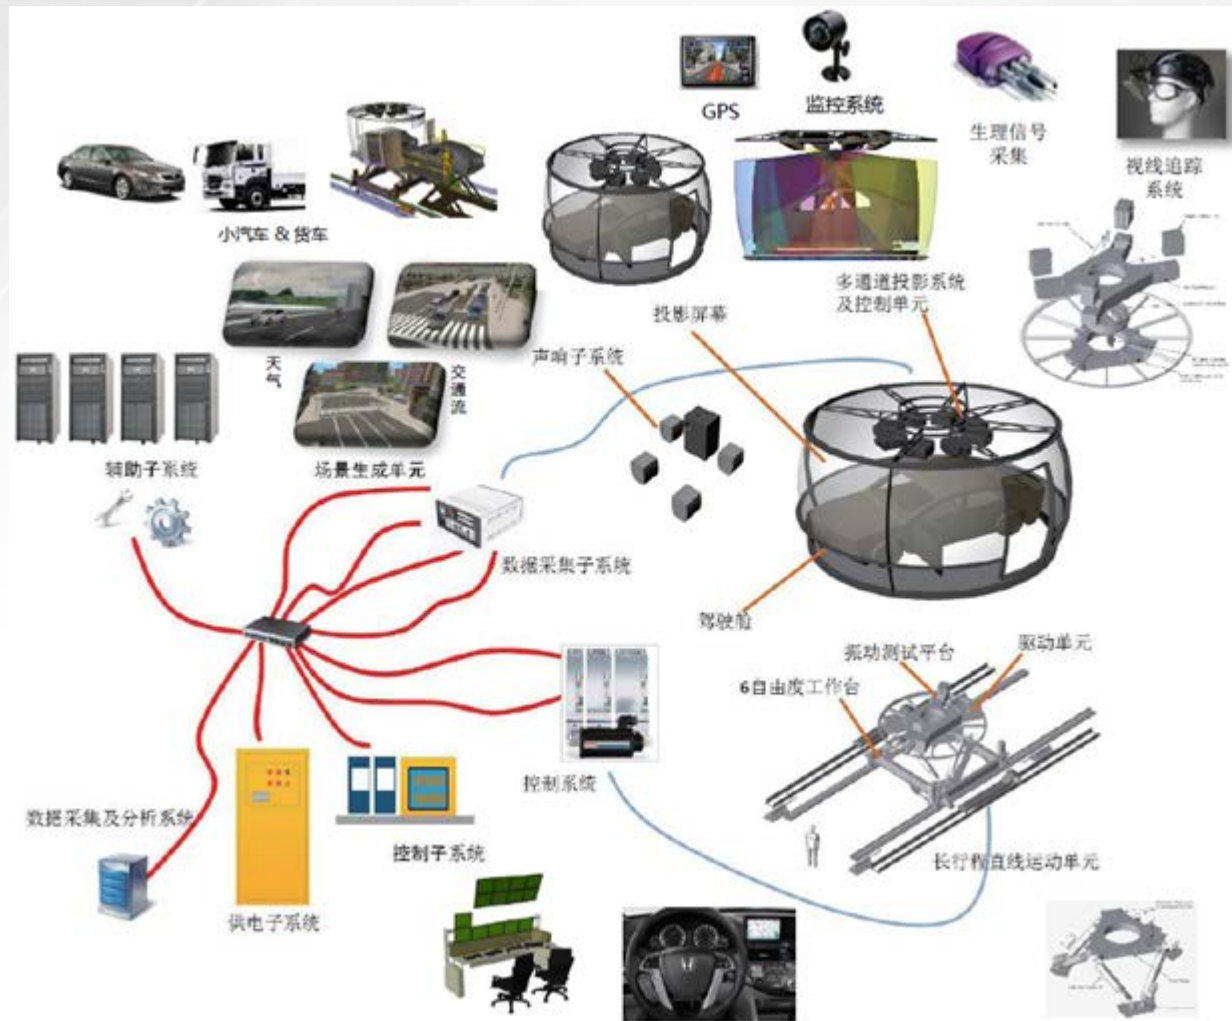 GPS
监控系统
生理信号
采集
视线追踪
系统
小汽车 & 货车
多通道投影系统
及控制单元
投影屏幕
声响子系统
天气
交通流
辅助子系统
场景生成单元
数据采集子系统
驾驶舱
振动测试平台
驱动单元
6自由度工作台
控制系统
数据采集及分析系统
控制子系统
长行程直线运动单元
供电子系统